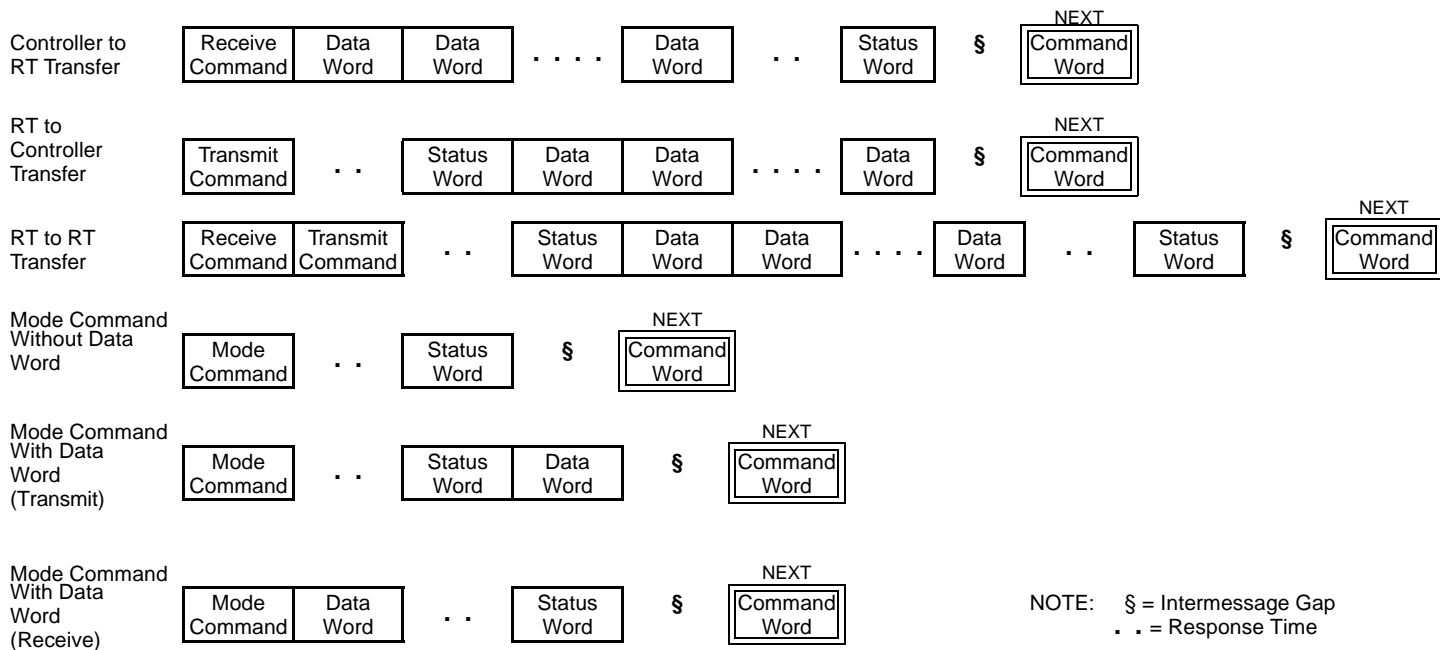 NEXT
Controller to
RT Transfer
Receive
Command
Data
Word
Data
Word
. . . .
Data
Word
. .
Status
Word
§
Command
Word
RT to
Controller
Transfer
NEXT
Transmit
Command
. .
Status
Word
Data
Word
Data
Word
. . . .
Data
Word
§
Command
Word
NEXT
RT to RT
Transfer
Receive
Command
Transmit
Command
. .
Status
Word
Data
Word
Data
Word
. . . .
Data
Word
. .
Status
Word
§
Command
Word
Mode Command
Without Data
Word
NEXT
Mode
Command
. .
Status
Word
§
Command
Word
Mode Command
With Data
Word
(Transmit)
NEXT
Mode
Command
. .
Status
Word
Data
Word
§
Command
Word
Mode Command
With Data
Word
(Receive)
NEXT
Mode
Command
Data
Word
. .
Status
Word
§
Command
Word
NOTE: § = Intermessage Gap
. . = Response Time